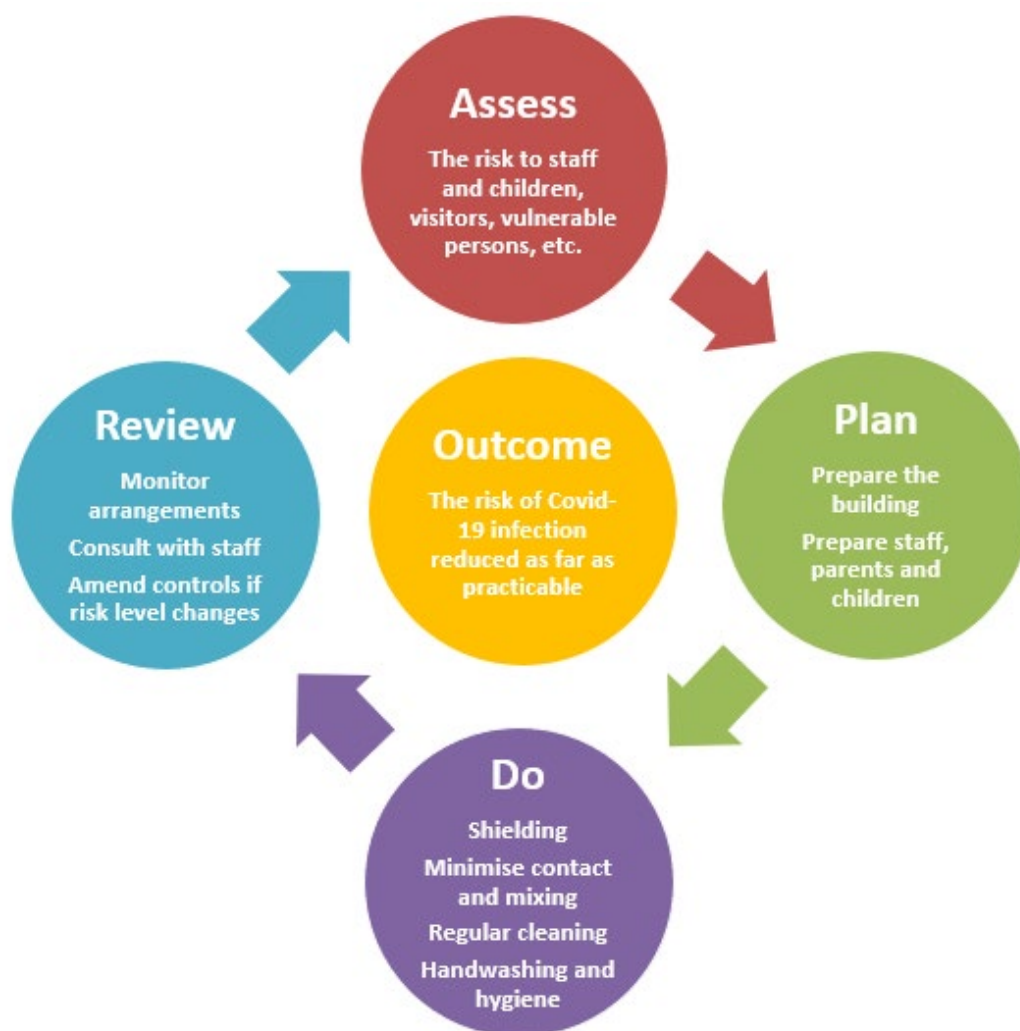 Assess
The risk to staff
and children,
visitors, vulnerable
persons, etc.
Review
Monitor
arrangements
Consult with staff
Amend controls if
risk level changes
Outcome
The risk of Covid-
19 infection
reduced as far as
practicable
Plan
Prepare the
building
Prepare staff,
parents and
children
Do
Shielding
Minimise contact
and mixing
Regular cleaning
Handwashing and
hygiene